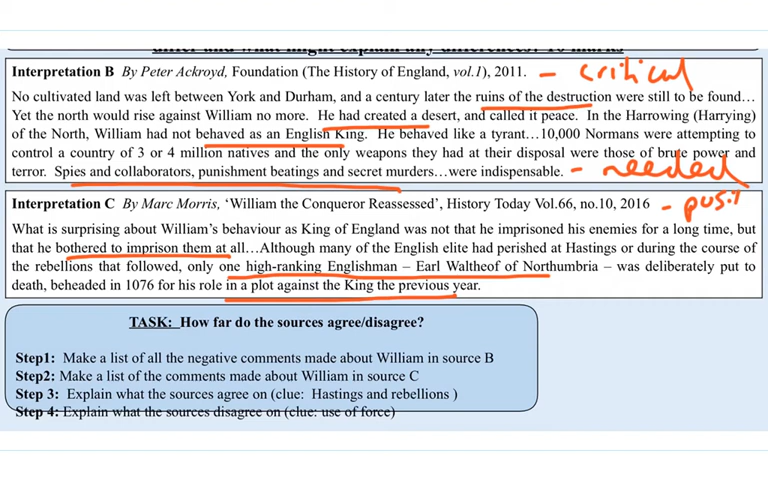 differ and what might explain any differences? 10 marks
Interpretation B By Peter Ackroyd, Foundation (The History of England, vol.1), 2011. – critical
No cultivated land was left between York and Durham, and a century later the ruins of the destruction were still to be found…
Yet the north would rise against William no more. He had created a desert, and called it peace. In the Harrowing (Harrying)
of the North, William had not behaved as an English King. He behaved like a tyrant…10,000 Normans were attempting to
control a country of 3 or 4 million natives and the only weapons they had at their disposal were those of brute power and
terror. Spies and collaborators, punishment beatings and secret murders…were indispensable. – needed
Interpretation C By Marc Morris, ‘William the Conqueror Reassessed’, History Today Vol.66, no.10, 2016 – posit
What is surprising about William’s behaviour as King of England was not that he imprisoned his enemies for a long time, but
that he bothered to imprison them at all…Although many of the English elite had perished at Hastings or during the course of
the rebellions that followed, only one high-ranking Englishman – Earl Waltheof of Northumbria – was deliberately put to
death, beheaded in 1076 for his role in a plot against the King the previous year.
TASK: How far do the sources agree/disagree?
Step1: Make a list of all the negative comments made about William in source B
Step2: Make a list of the comments made about William in source C
Step 3: Explain what the sources agree on (clue: Hastings and rebellions )
Step 4: Explain what the sources disagree on (clue: use of force)